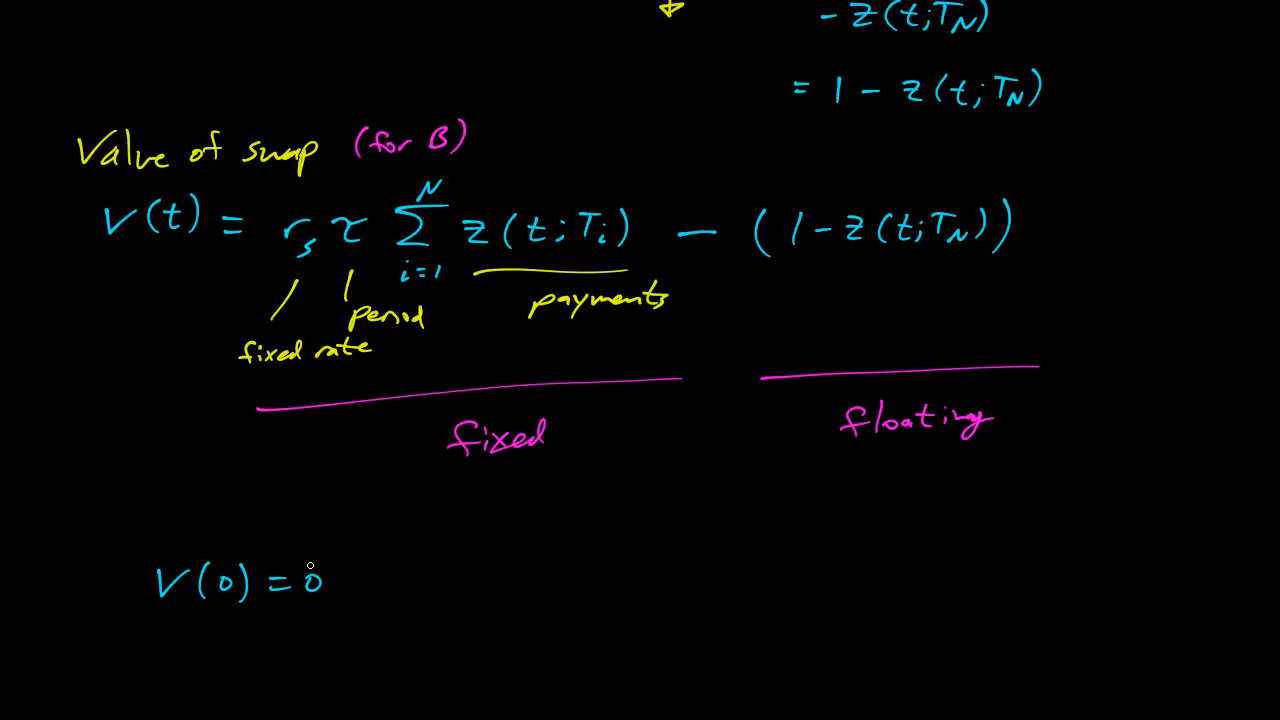 - z(t;T_N)
= 1 - z(t;T_N)
Value of swap (for B)
V(t) = r_s τ ∑_{i=1}^{N} z(t;T_i) - (1 - z(t;T_N))
fixed rate period payments
fixed floating
V(0) = 0